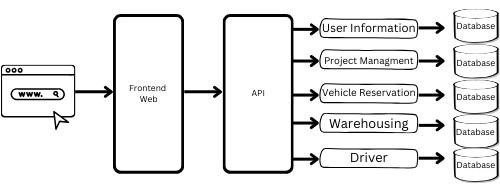 www.
Frontend
Web
API
User Information
Database
Project Managment
Database
Vehicle Reservation
Database
Warehousing
Database
Driver
Database